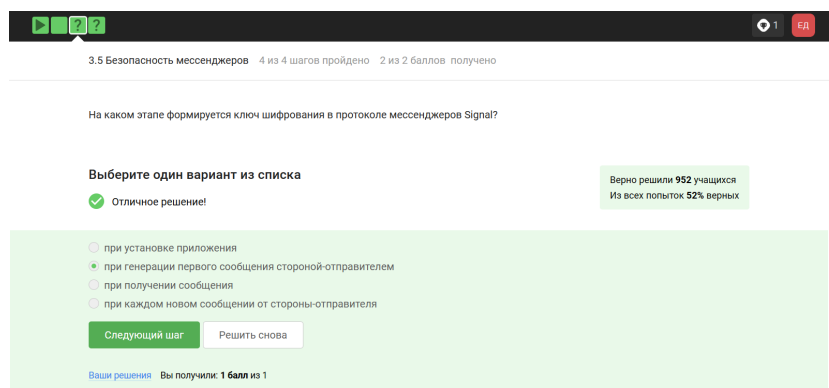 ? ?
1 ЕД
3.5 Безопасность мессенджеров 4 из 4 шагов пройдено 2 из 2 баллов получено
На каком этапе формируется ключ шифрования в протоколе мессенджеров Signal?
Выберите один вариант из списка
Верно решили 952 учащихся
Из всех попыток 52% верных
Отличное решение!
при установке приложения
при генерации первого сообщения стороной-отправителем
при получении сообщения
при каждом новом сообщении от стороны-отправителя
Следующий шаг Решить снова
Ваши решения Вы получили: 1 балл из 1